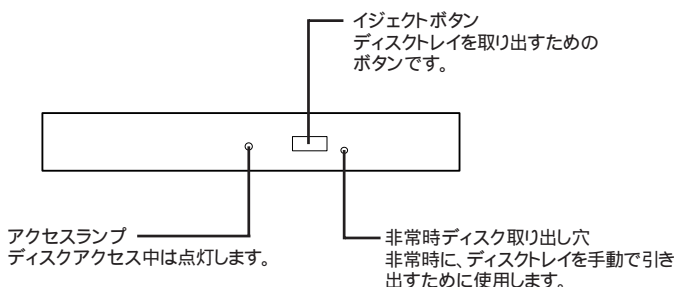 イジェクトボタン
ディスクトレイを取り出すための
ボタンです。
アクセスランプ
ディスクアクセス中は点灯します。
非常時ディスク取り出し穴
非常時に、ディスクトレイを手動で引き
出すために使用します。